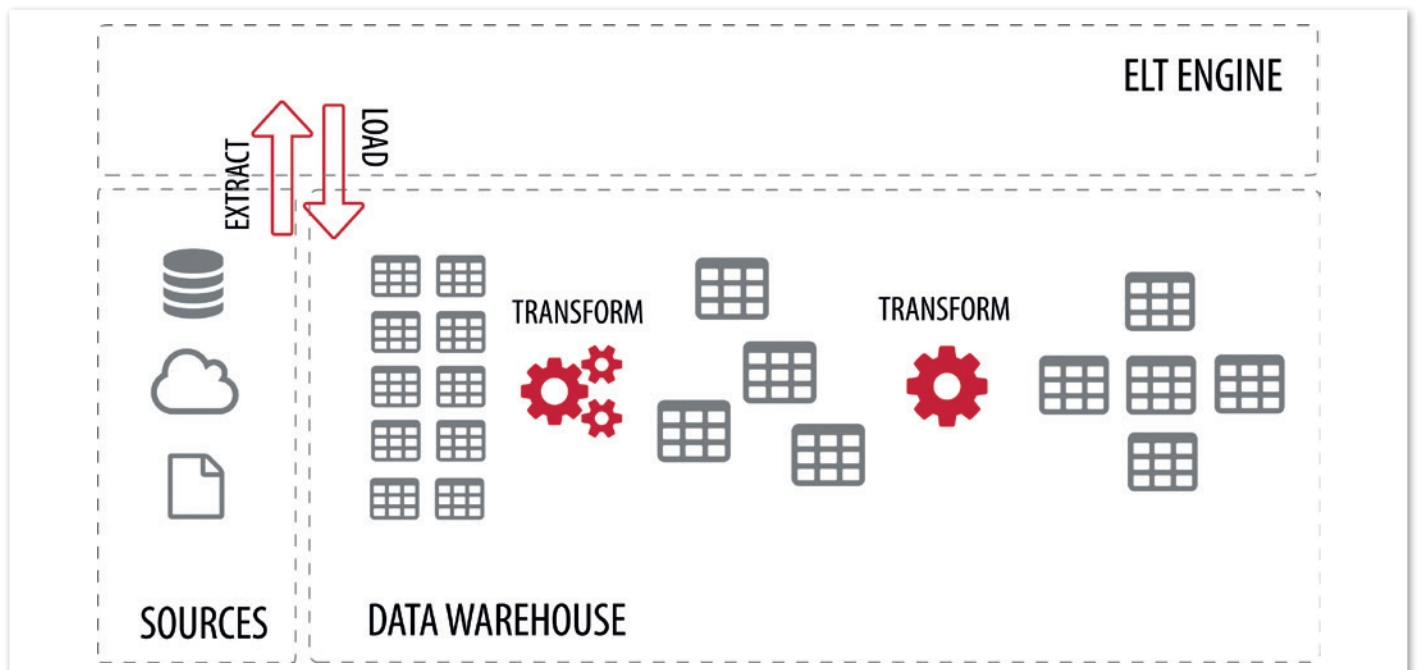 ELT ENGINE
EXTRACT
LOAD
TRANSFORM
TRANSFORM
SOURCES
DATA WAREHOUSE